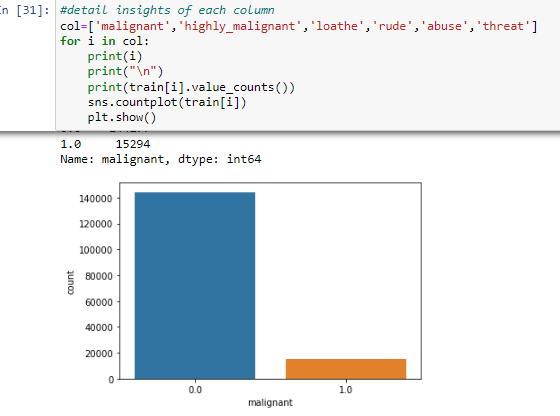 n [31]: #detail insights of each column
col=['malignant','highly_malignant','loathe','rude','abuse','threat']
for i in col:
print(i)
print("\n")
print(train[i].value_counts())
sns.countplot(train[i])
plt.show()
1.0 15294
Name: malignant, dtype: int64
140000
120000
100000
80000
60000
40000
20000
0
count
0.0 1.0
malignant